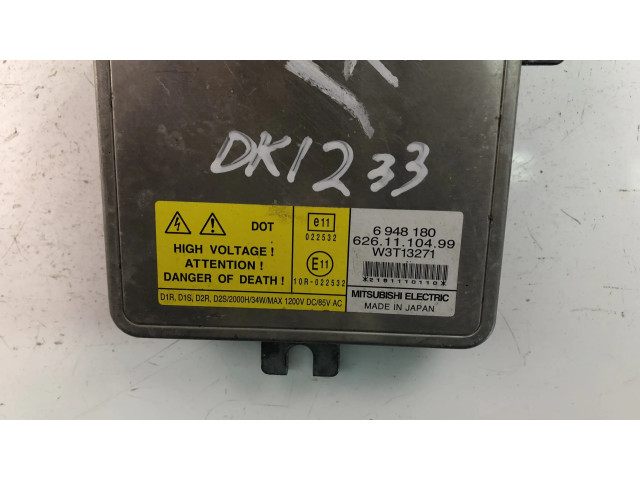 DK1233
DOT
HIGH VOLTAGE !
ATTENTION !
DANGER OF DEATH !
e11
022532
E11
10R-022532
D1R, D1S, D2R, D2S/2000H/34W/MAX 1200V DC/85V AC
6 948 180
626.11.104.99
W3T13271
*2161110110*
MITSUBISHI ELECTRIC
MADE IN JAPAN